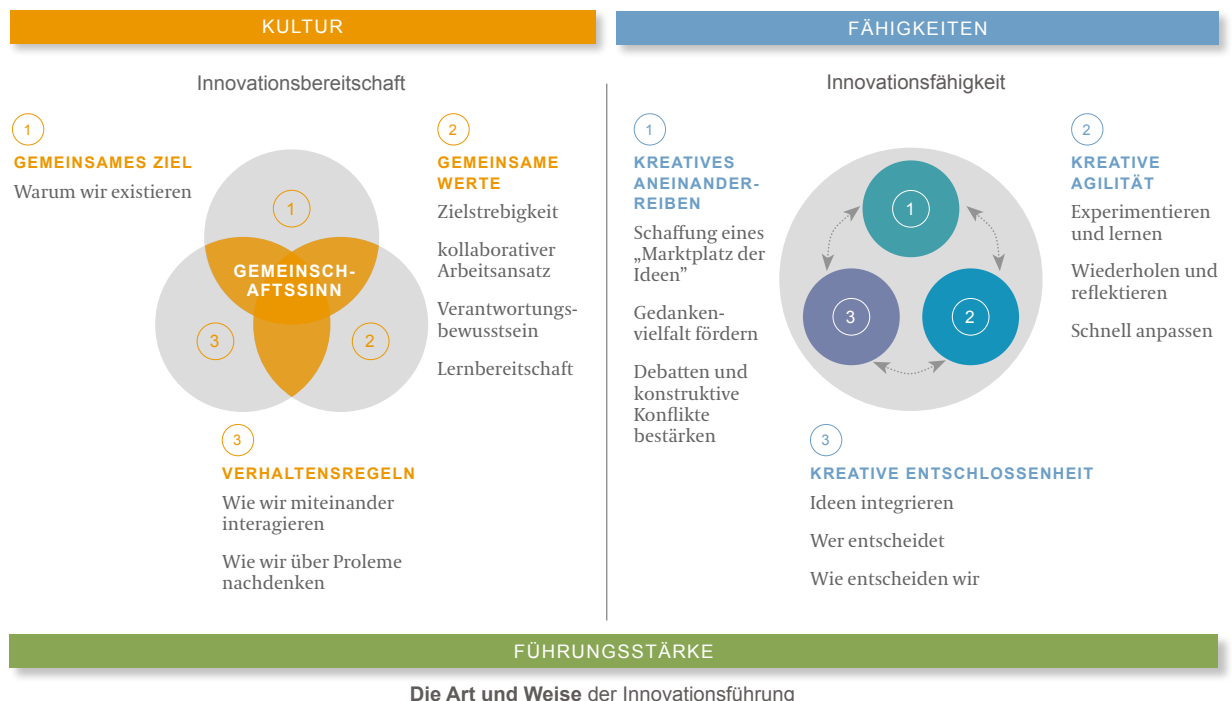 KULTUR
Innovationsbereitschaft
1
GEMEINSAMES ZIEL
Warum wir existieren
2
GEMEINSAME
WERTE
Zielstrebigkeit
kollaborativer
Arbeitsansatz
Verantwortungs-
bewusstsein
Lernbereitschaft
1
GEMEINSCH-
AFTSSINN
3
2
3
VERHALTENSREGELN
Wie wir miteinander
interagieren
Wie wir über Proleme
nachdenken
FÄHIGKEITEN
Innovationsfähigkeit
1
KREATIVES
ANEINANDER-
REIBEN
Schaffung eines
„Marktplatz der
Ideen”
Gedanken-
vielfalt fördern
Debatten und
konstruktive
Konflikte
bestärken
1
3
2
2
KREATIVE
AGILITÄT
Experimentieren
und lernen
Wiederholen und
reflektieren
Schnell anpassen
3
KREATIVE ENTSCHLOSSENHEIT
Ideen integrieren
Wer entscheidet
Wie entscheiden wir
FÜHRUNGSSTÄRKE
Die Art und Weise der Innovationsführung